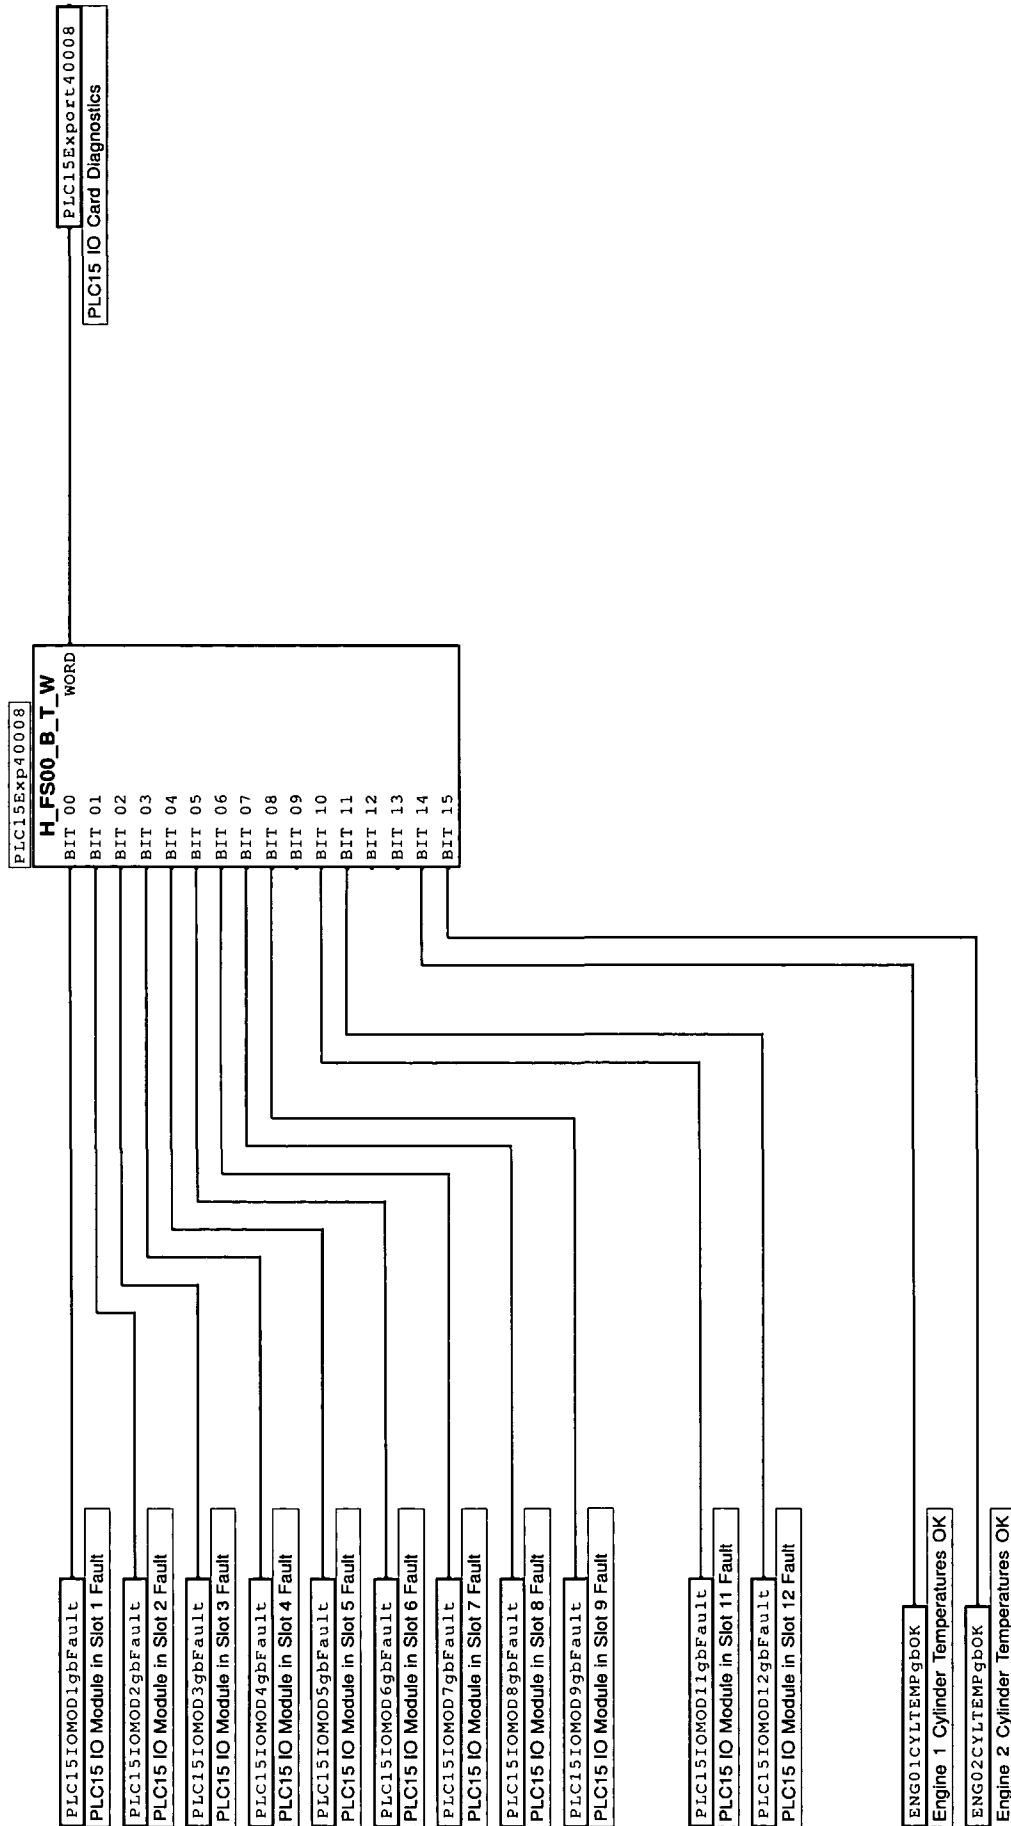 PLC15Exp40008
H_FS00_B_T_W
BIT 00
WORD
BIT 01
BIT 02
BIT 03
BIT 04
BIT 05
BIT 06
BIT 07
BIT 08
BIT 09
BIT 10
BIT 11
BIT 12
BIT 13
BIT 14
BIT 15
PLC15Export40008
PLC15 IO Card Diagnostics
PLC15IOMOD1gbFault
PLC15 IO Module in Slot 1 Fault
PLC15IOMOD2gbFault
PLC15 IO Module in Slot 2 Fault
PLC15IOMOD3gbFault
PLC15 IO Module in Slot 3 Fault
PLC15IOMOD4gbFault
PLC15 IO Module in Slot 4 Fault
PLC15IOMOD5gbFault
PLC15 IO Module in Slot 5 Fault
PLC15IOMOD6gbFault
PLC15 IO Module in Slot 6 Fault
PLC15IOMOD7gbFault
PLC15 IO Module in Slot 7 Fault
PLC15IOMOD8gbFault
PLC15 IO Module in Slot 8 Fault
PLC15IOMOD9gbFault
PLC15 IO Module in Slot 9 Fault
PLC15IOMOD11gbFault
PLC15 IO Module in Slot 11 Fault
PLC15IOMOD12gbFault
PLC15 IO Module in Slot 12 Fault
ENG01CYLTEMPgbOK
Engine 1 Cylinder Temperatures OK
ENG02CYLTEMPgbOK
Engine 2 Cylinder Temperatures OK